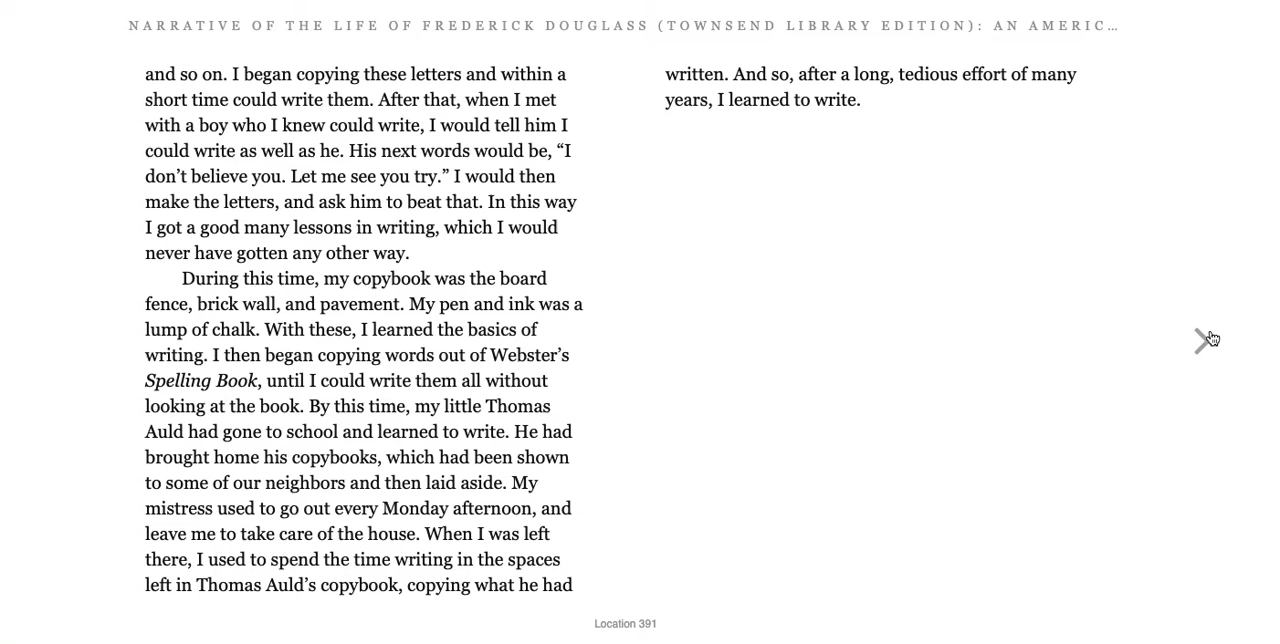 NARRATIVE OF THE LIFE OF FREDERICK DOUGLASS (TOWNSEND LIBRARY EDITION): AN AMERIC…
and so on. I began copying these letters and within a
short time could write them. After that, when I met
with a boy who I knew could write, I would tell him I
could write as well as he. His next words would be, “I
don’t believe you. Let me see you try.” I would then
make the letters, and ask him to beat that. In this way
I got a good many lessons in writing, which I would
never have gotten any other way.
During this time, my copybook was the board
fence, brick wall, and pavement. My pen and ink was a
lump of chalk. With these, I learned the basics of
writing. I then began copying words out of Webster’s
Spelling Book, until I could write them all without
looking at the book. By this time, my little Thomas
Auld had gone to school and learned to write. He had
brought home his copybooks, which had been shown
to some of our neighbors and then laid aside. My
mistress used to go out every Monday afternoon, and
leave me to take care of the house. When I was left
there, I used to spend the time writing in the spaces
left in Thomas Auld’s copybook, copying what he had
written. And so, after a long, tedious effort of many
years, I learned to write.
Location 391